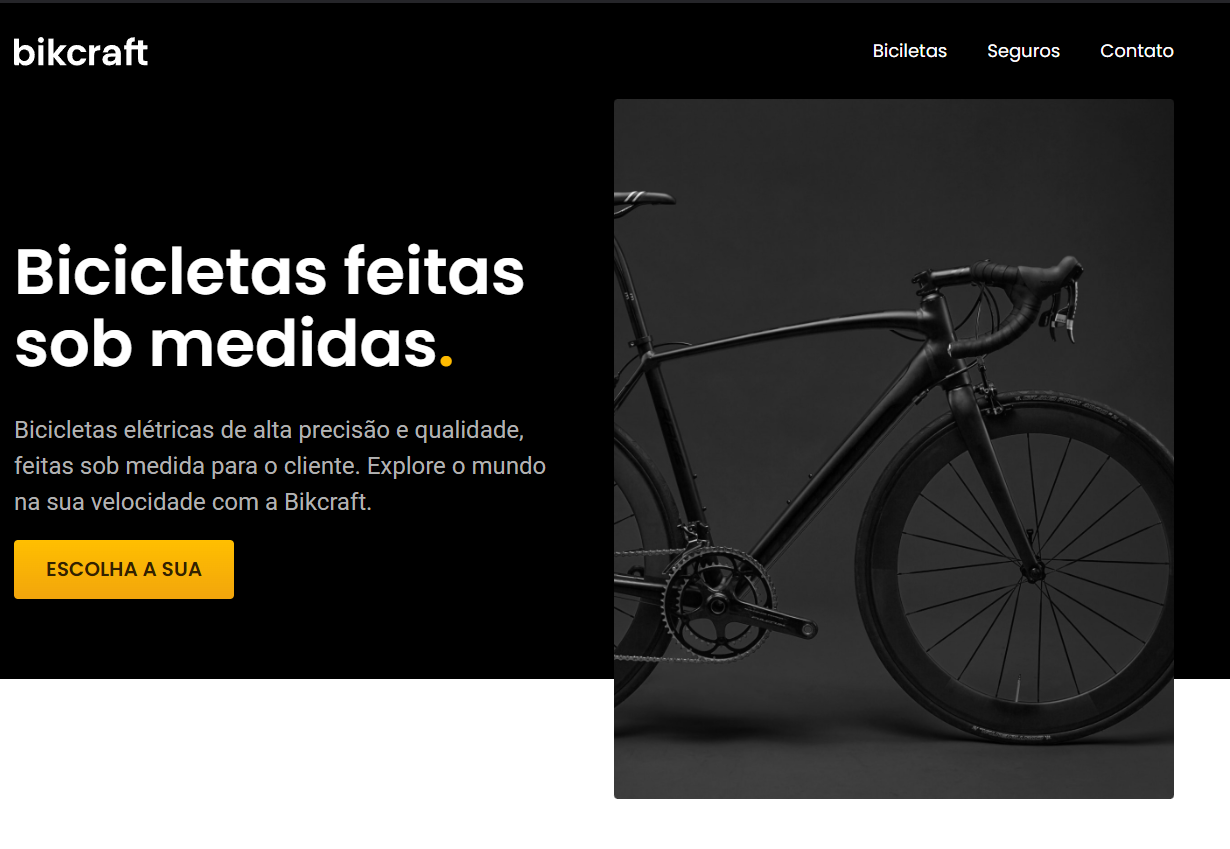 bikcraft
Biciletas Seguros Contato
Bicicletas feitas
sob medidas.
Bicicletas elétricas de alta precisão e qualidade,
feitas sob medida para o cliente. Explore o mundo
na sua velocidade com a Bikcraft.
ESCOLHA A SUA